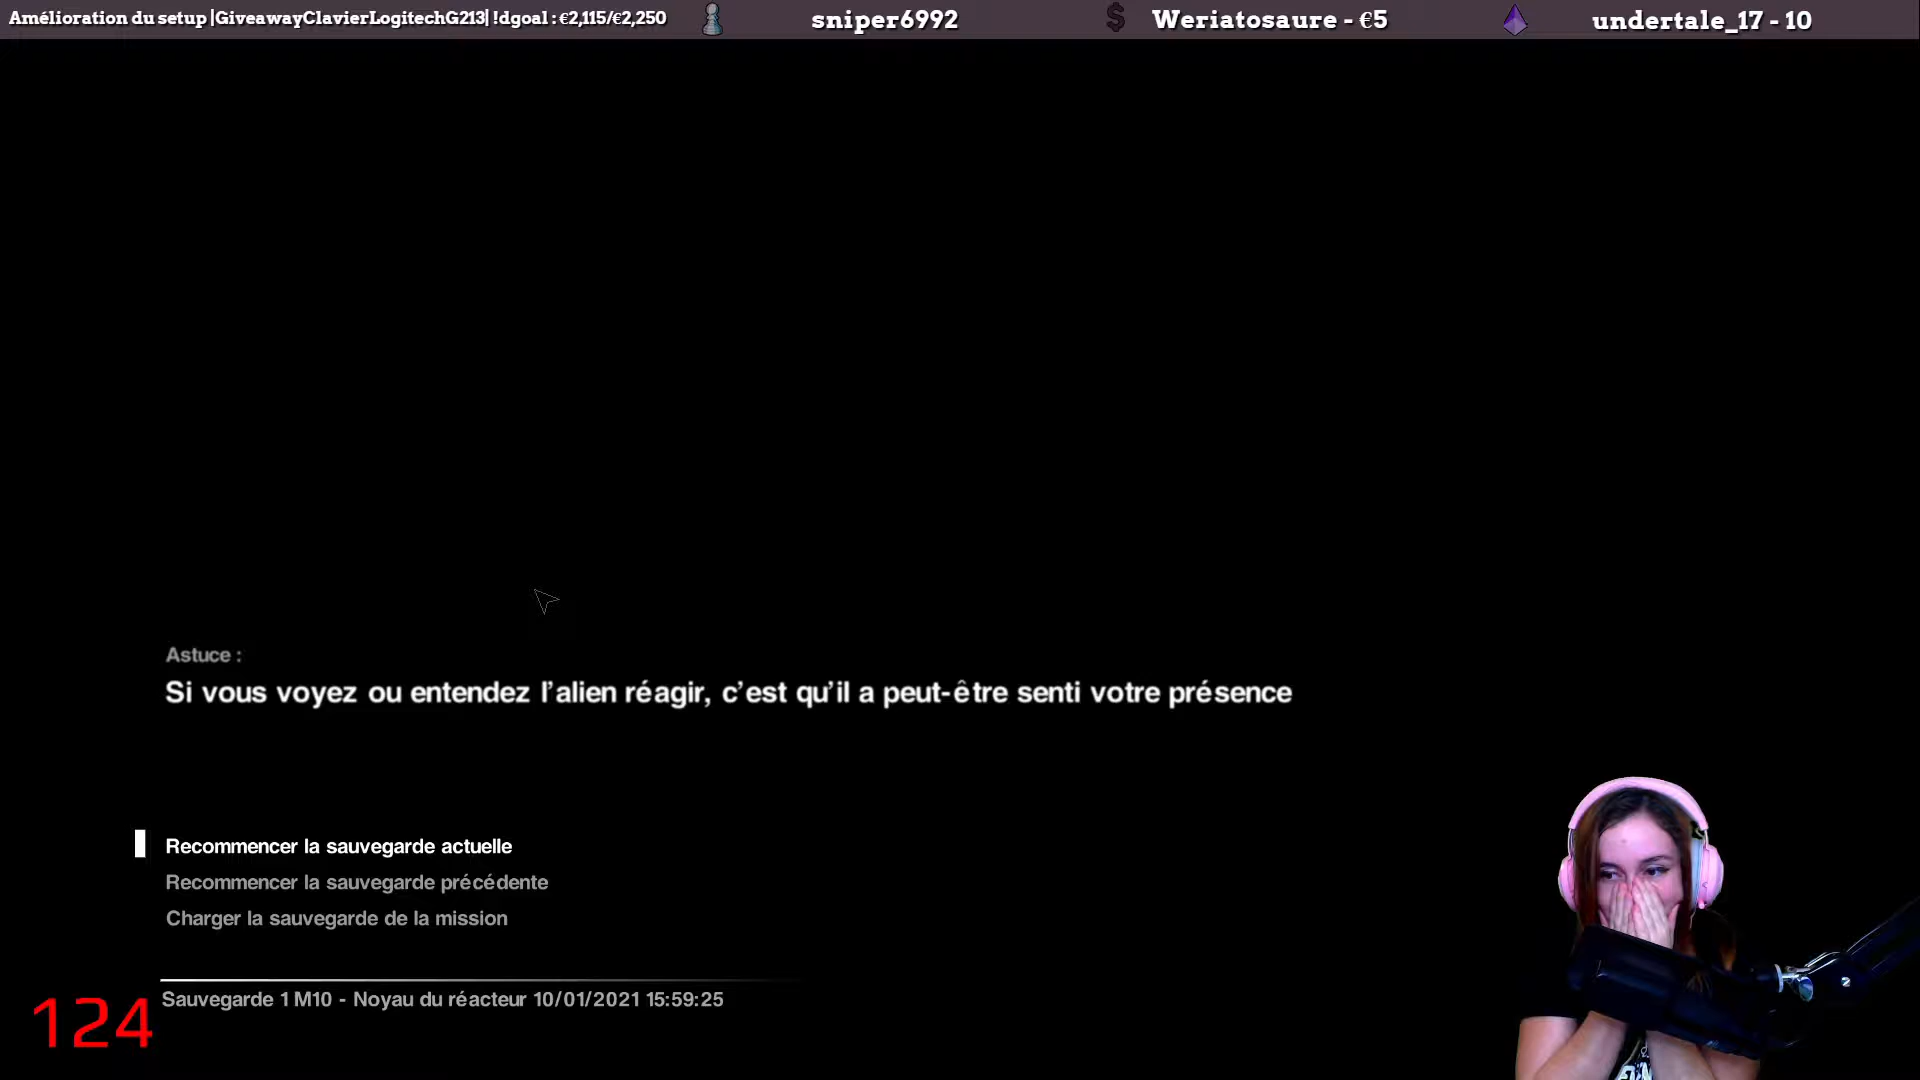 Amélioration du setup |GiveawayClavierLogitechG213| !dgoal : €2,115/€2,250
sniper6992
Weriatosaure - €5
undertale_17 - 10
Astuce :
Si vous voyez ou entendez l’alien réagir, c’est qu’il a peut-être senti votre présence
Recommencer la sauvegarde actuelle
Recommencer la sauvegarde précédente
Charger la sauvegarde de la mission
Sauvegarde 1 M10 - Noyau du réacteur 10/01/2021 15:59:25
124